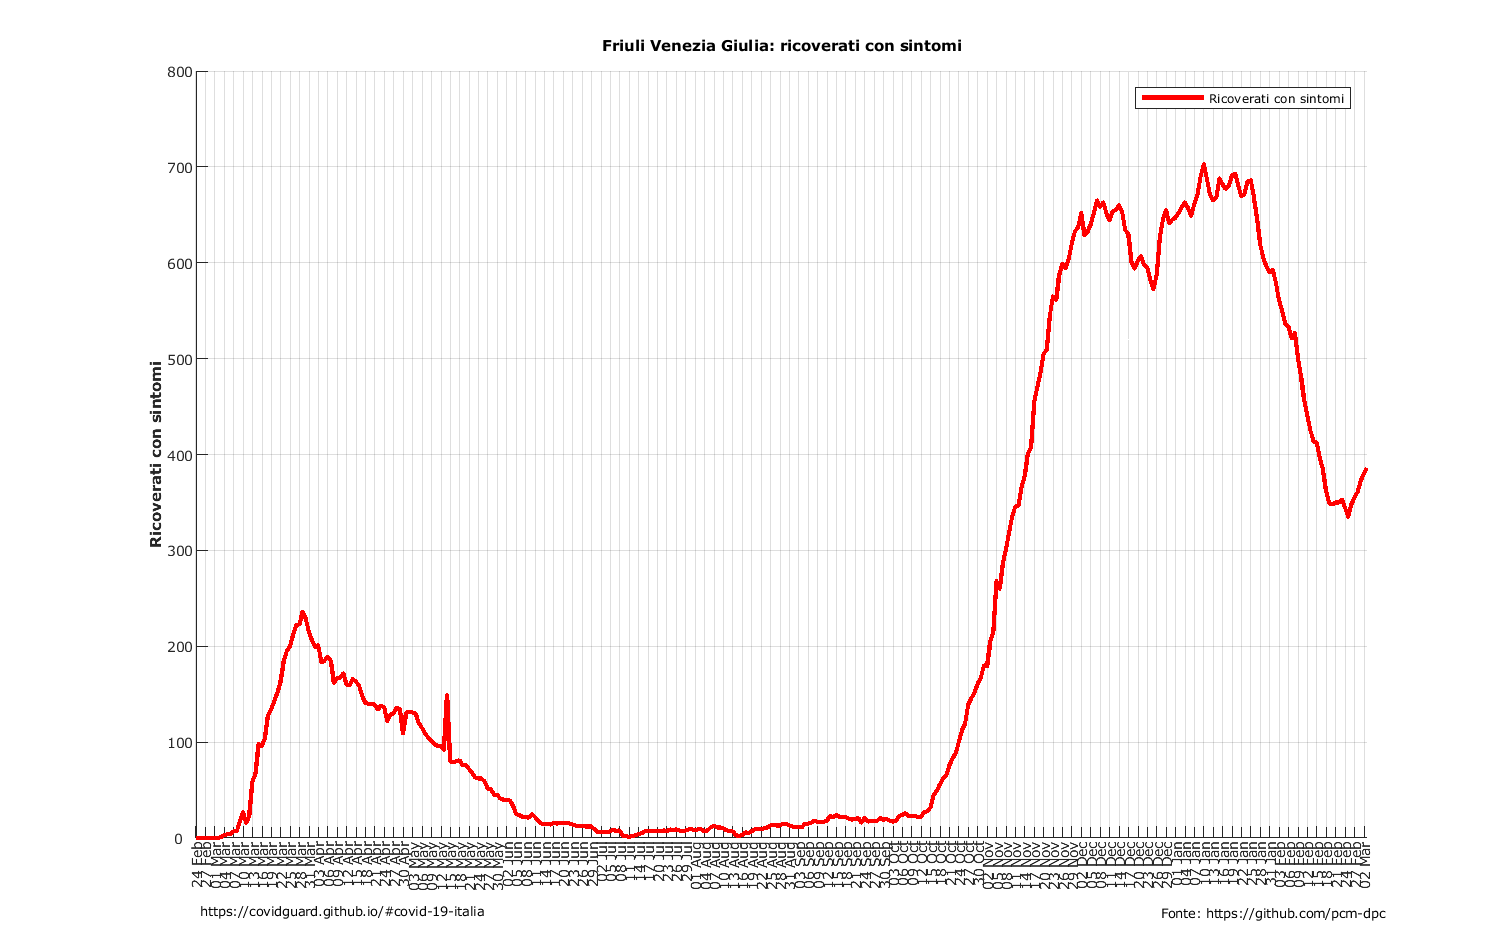 Friuli Venezia Giulia: ricoverati con sintomi
Ricoverati con sintomi
Ricoverati con sintomi
800
700
600
500
400
300
200
100
0
24 Feb
27 Feb
01 Mar
04 Mar
07 Mar
10 Mar
13 Mar
16 Mar
19 Mar
22 Mar
25 Mar
28 Mar
31 Mar
03 Apr
06 Apr
09 Apr
12 Apr
15 Apr
18 Apr
21 Apr
24 Apr
27 Apr
30 Apr
03 May
06 May
09 May
12 May
15 May
18 May
21 May
24 May
27 May
30 May
02 Jun
05 Jun
08 Jun
11 Jun
14 Jun
17 Jun
20 Jun
23 Jun
26 Jun
29 Jun
02 Jul
05 Jul
08 Jul
11 Jul
14 Jul
17 Jul
20 Jul
23 Jul
26 Jul
29 Jul
01 Aug
04 Aug
07 Aug
10 Aug
13 Aug
16 Aug
19 Aug
22 Aug
25 Aug
28 Aug
31 Aug
03 Sep
06 Sep
09 Sep
12 Sep
15 Sep
18 Sep
21 Sep
24 Sep
27 Sep
30 Sep
03 Oct
06 Oct
09 Oct
12 Oct
15 Oct
18 Oct
21 Oct
24 Oct
27 Oct
30 Oct
02 Nov
05 Nov
08 Nov
11 Nov
14 Nov
17 Nov
20 Nov
23 Nov
26 Nov
29 Nov
02 Dec
05 Dec
08 Dec
11 Dec
14 Dec
17 Dec
20 Dec
23 Dec
26 Dec
29 Dec
01 Jan
04 Jan
07 Jan
10 Jan
13 Jan
16 Jan
19 Jan
22 Jan
25 Jan
28 Jan
31 Jan
03 Feb
06 Feb
09 Feb
12 Feb
15 Feb
18 Feb
21 Feb
24 Feb
27 Feb
02 Mar
https://covidguard.github.io/#covid-19-italia
Fonte: https://github.com/pcm-dpc